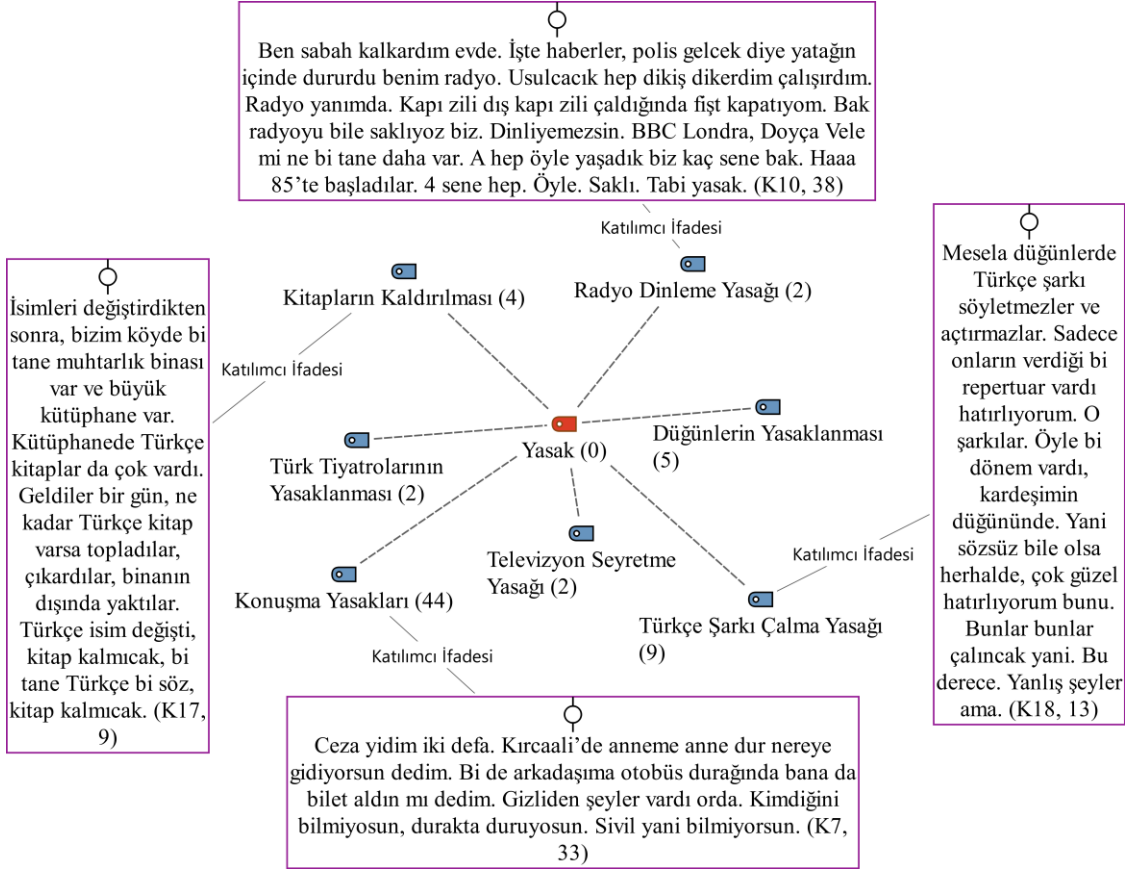 Ben sabah kalkardım evde. İşte haberler, polis gelcek diye yatağın
içinde dururdu benim radyo. Usulcacık hep dikiş dikerdim çalışırdım.
Radyo yanımda. Kapı zili dış kapı zili çaldığında fişt kapatıyom. Bak
radyoyu bile saklıyoz biz. Dinliyemezsin. BBC Londra, Doyça Vele
mi ne bi tane daha var. A hep öyle yaşadık biz kaç sene bak. Haaa
85’te başladılar. 4 sene hep. Öyle. Saklı. Tabi yasak. (K10, 38)
Katılımcı İfadesi
Kitapların Kaldırılması (4)
Radyo Dinleme Yasağı (2)
İsimleri değiştirdikten
sonra, bizim köyde bi
tane muhtarlık binası
var ve büyük
kütüphane var.
Kütüphanede Türkçe
kitaplar da çok vardı.
Geldiler bir gün, ne
kadar Türkçe kitap
varsa topladılar,
çıkardılar, binanın
dışında yaktılar.
Türkçe isim değişti,
kitap kalmıcak, bi
tane Türkçe bi söz,
kitap kalmıcak. (K17,
9)
Katılımcı İfadesi
Yasak (0)
Düğünlerin Yasaklanması
(5)
Türk Tiyatrolarının
Yasaklanması (2)
Televizyon Seyretme
Yasağı (2)
Konuşma Yasakları (44)
Türkçe Şarkı Çalma Yasağı
(9)
Katılımcı İfadesi
Mesela düğünlerde
Türkçe şarkı
söyletmezler ve
açtırmazlar. Sadece
onların verdiği bi
repertuar vardı
hatırlıyorum. O
şarkılar. Öyle bi
dönem vardı,
kardeşimin
düğününde. Yani
sözsüz bile olsa
herhalde, çok güzel
hatırlıyorum bunu.
Bunlar bunlar
çalıncak yani. Bu
derece. Yanlış şeyler
ama. (K18, 13)
Katılımcı İfadesi
Ceza yidim iki defa. Kırcaali’de anneme anne dur nereye
gidiyorsun dedim. Bi de arkadaşıma otobüs durağında bana da
bilet aldın mı dedim. Gizliden şeyler vardı orda. Kimdiğini
bilmiyosun, durakta duruyosun. Sivil yani bilmiyorsun. (K7,
33)